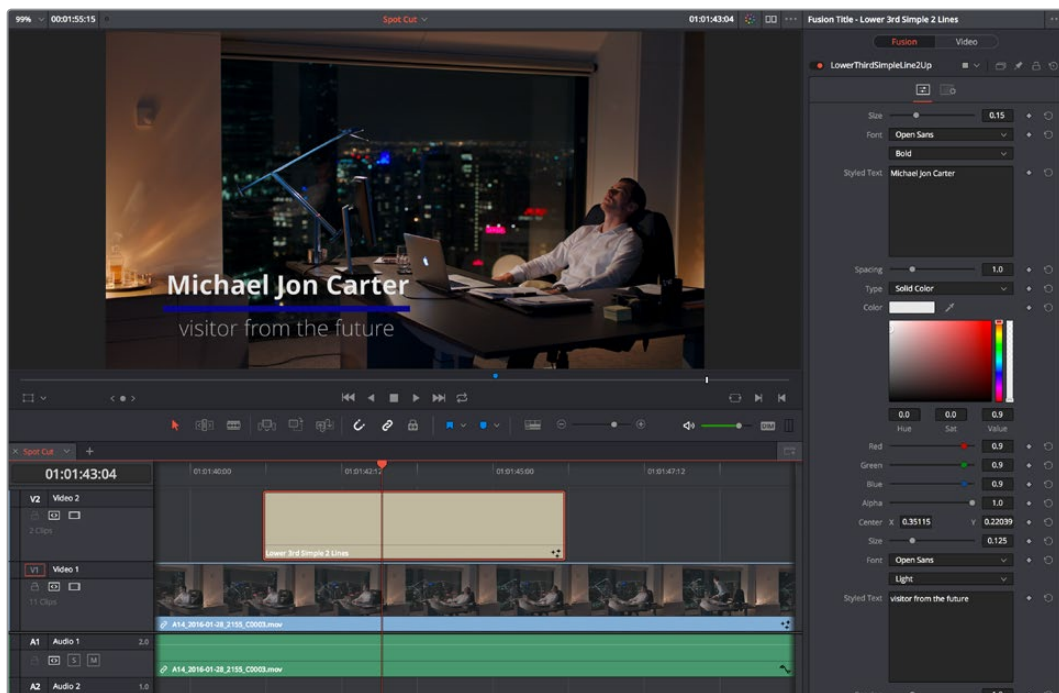 99%
00:01:55:15
Spot Cut
01:01:43:04
Fusion Title - Lower 3rd Simple 2 Lines
Fusion
Video
LowerThirdSimpleLine2Up
Size
0.15
Font
Open Sans
Bold
Styled Text
Michael Jon Carter
Spacing
1.0
Type
Solid Color
Color
0.0
0.0
0.9
Hue
Sat
Value
Red
0.9
Green
0.9
Blue
0.9
Alpha
1.0
Center X 0.35115 Y 0.22039
Size
0.125
Font
Open Sans
Light
Styled Text
visitor from the future
Michael Jon Carter
visitor from the future
DIM
Spot Cut
01:01:43:04
01:01:40:00
01:01:42:12
01:01:45:00
01:01:47:12
V2 Video 2
2 Clips
Lower 3rd Simple 2 Lines
V1 Video 1
11 Clips
A14_2016-01-28_2155_C0003.mov
A1 Audio 1 2.0
S M
A14_2016-01-28_2155_C0003.mov
A2 Audio 2 1.0